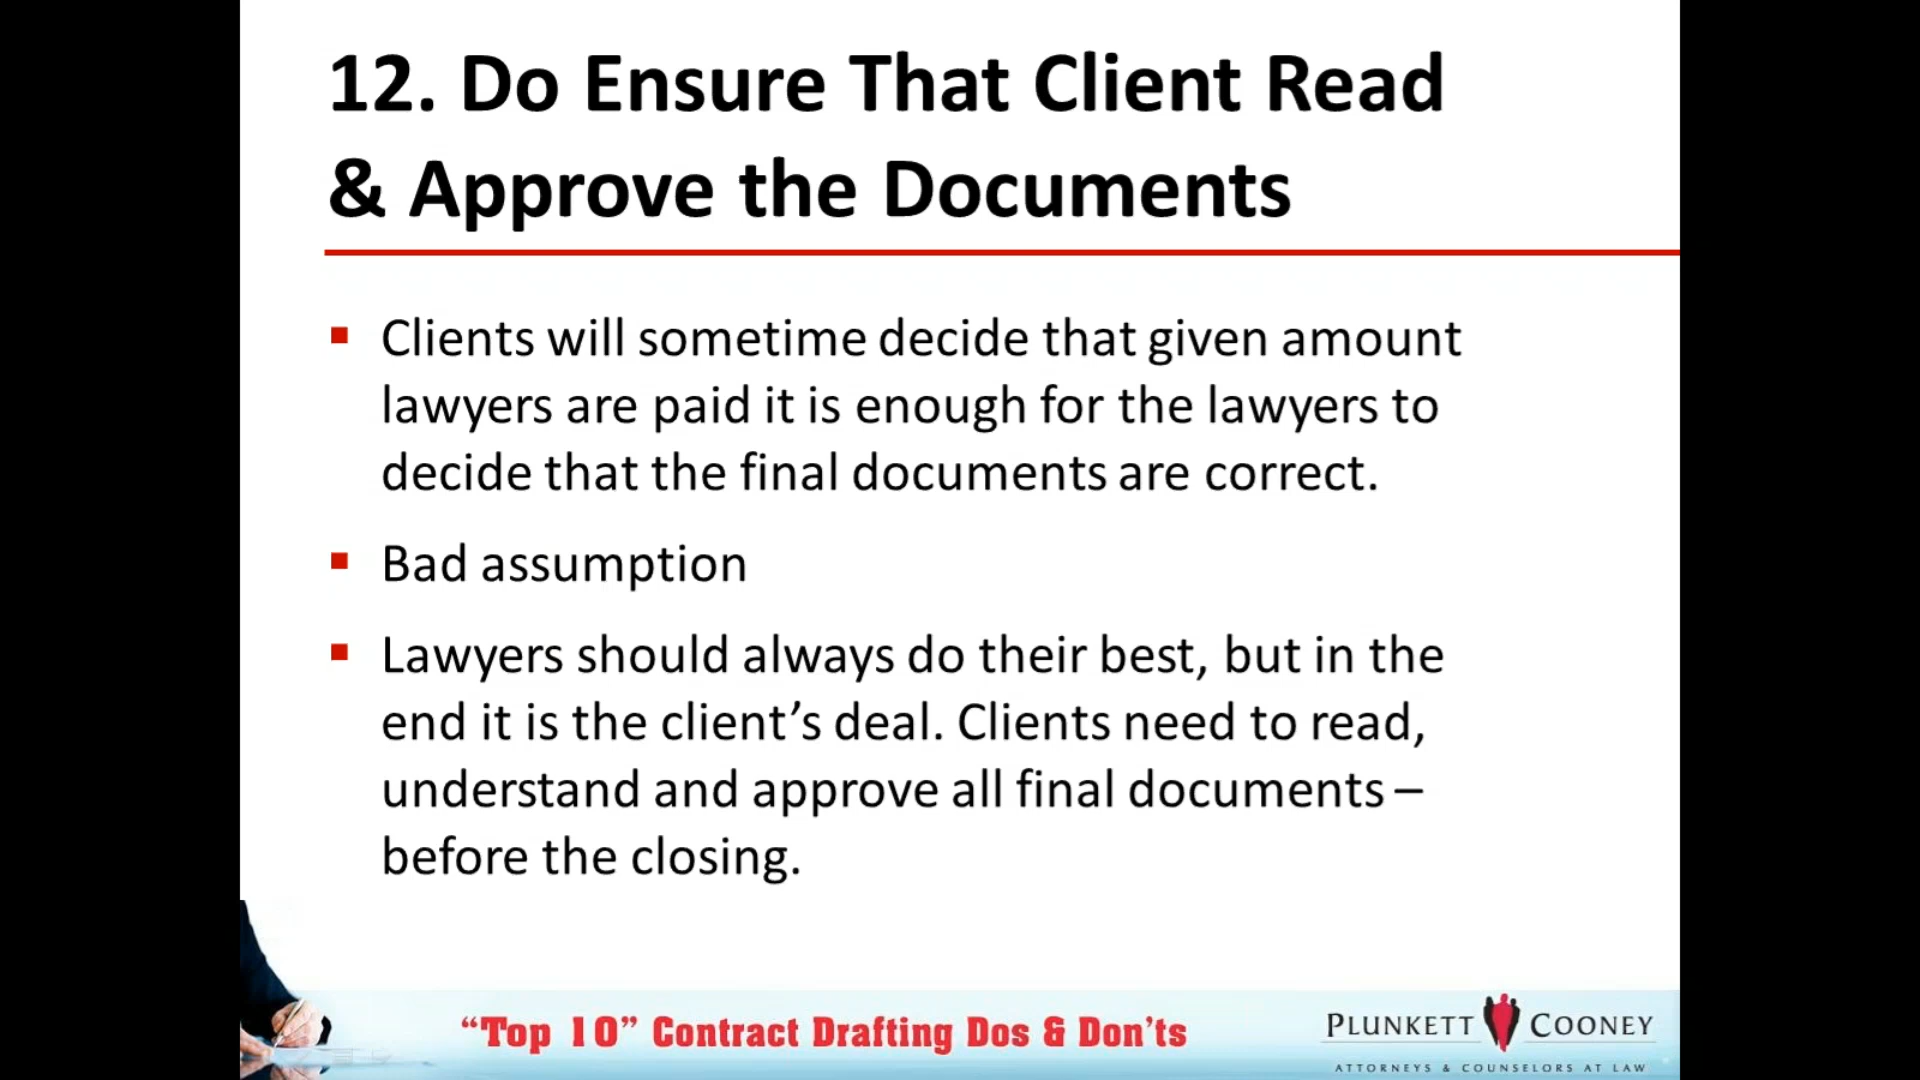 12. Do Ensure That Client Read
& Approve the Documents
Clients will sometime decide that given amount
lawyers are paid it is enough for the lawyers to
decide that the final documents are correct.
Bad assumption
Lawyers should always do their best, but in the
end it is the client’s deal. Clients need to read,
understand and approve all final documents –
before the closing.
“Top 10” Contract Drafting Dos & Don’ts
PLUNKETT COONEY
ATTORNEYS & COUNSELORS AT LAW